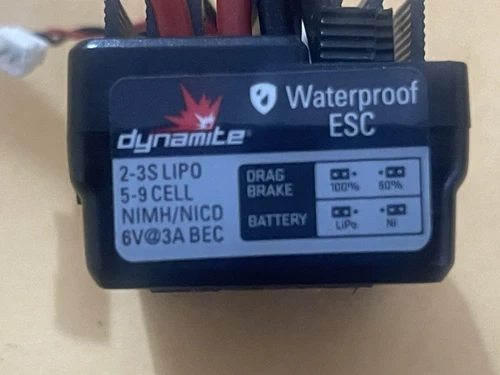 dynamite®
Waterproof
ESC
2-3S LIPO
5-9 CELL
NIMH/NICD
6V@3A BEC
DRAG
BRAKE
100%
50%
BATTERY
LiPo
Ni